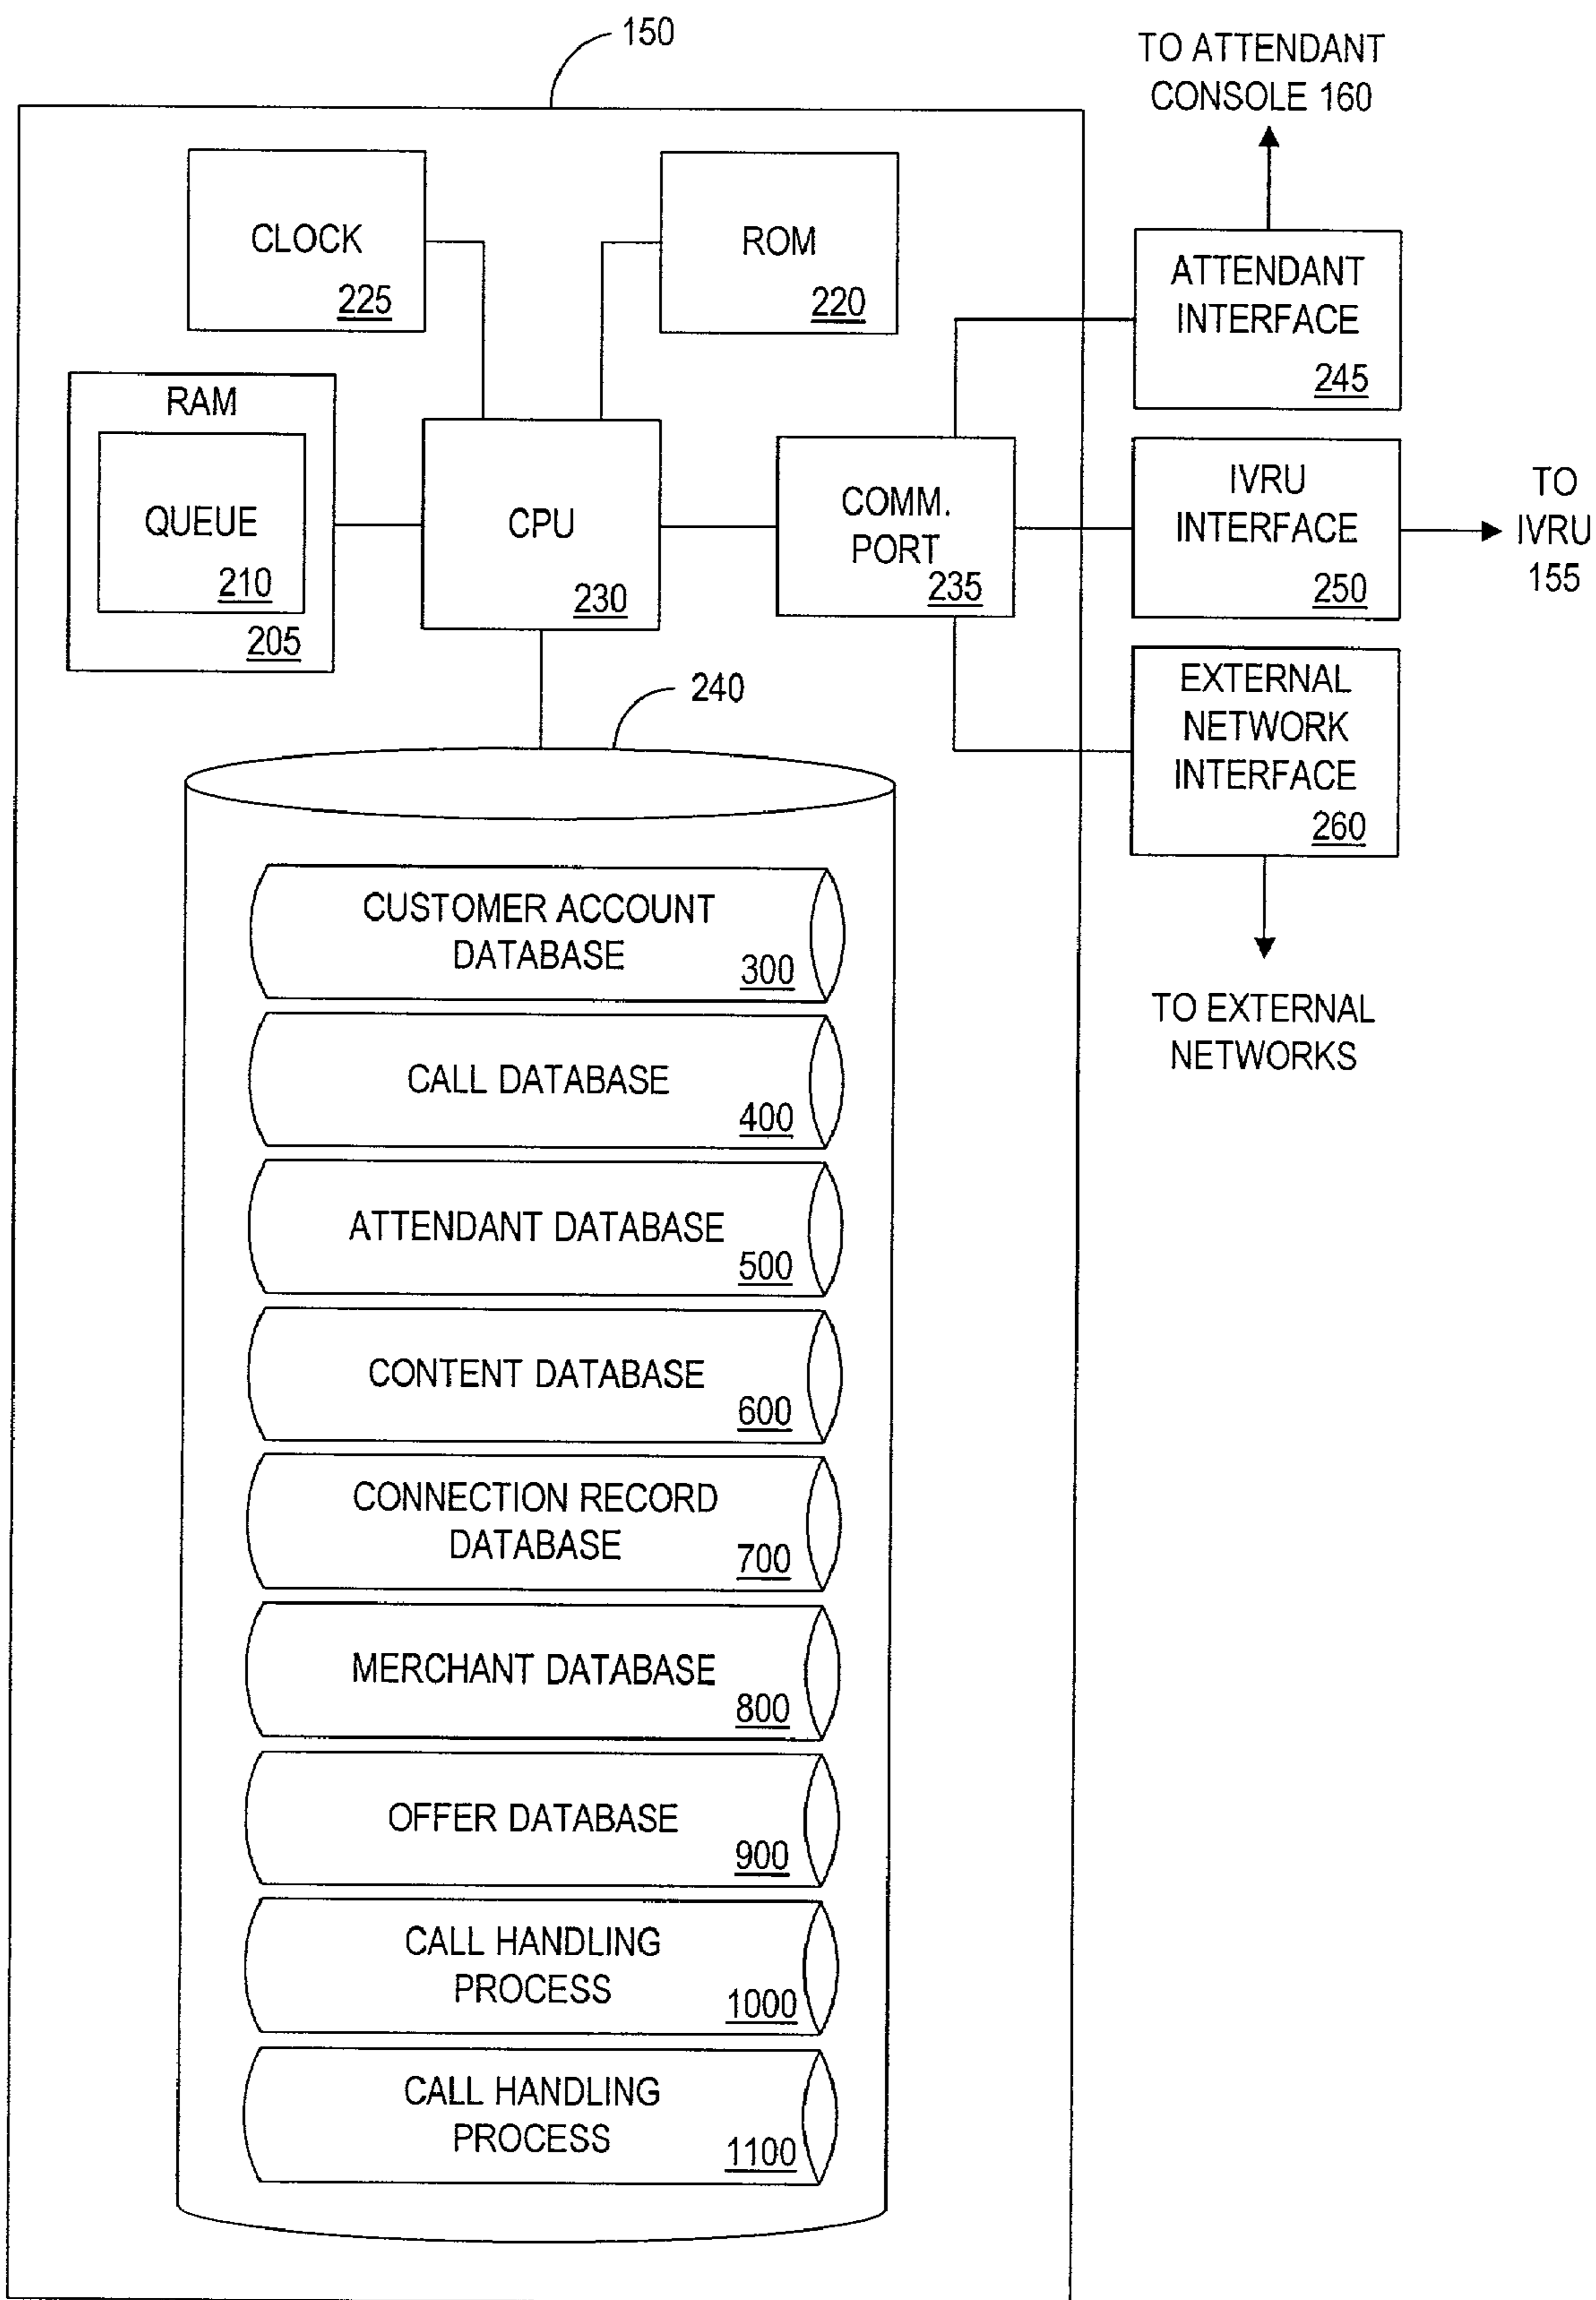 150
TO ATTENDANT
CONSOLE 160
CLOCK
225
ROM
220
ATTENDANT
INTERFACE
245
RAM
QUEUE
210
205
CPU
230
COMM.
PORT
235
IVRU
INTERFACE
250
TO
IVRU
155
EXTERNAL
NETWORK
INTERFACE
260
TO EXTERNAL
NETWORKS
240
CUSTOMER ACCOUNT
DATABASE
300
CALL DATABASE
400
ATTENDANT DATABASE
500
CONTENT DATABASE
600
CONNECTION RECORD
DATABASE
700
MERCHANT DATABASE
800
OFFER DATABASE
900
CALL HANDLING
PROCESS
1000
CALL HANDLING
PROCESS
1100